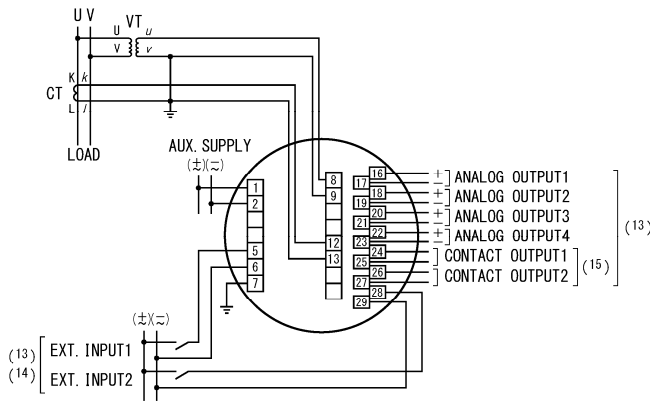 U V
VT
U u
V v
K k
CT
L l
LOAD
AUX. SUPPLY
(±)(∓)
1
2
5
6
7
8
9
12
13
16
17
18
19
20
21
22
23
24
25
26
27
28
29
+
- ] ANALOG OUTPUT1
+
- ] ANALOG OUTPUT2
+
- ] ANALOG OUTPUT3
+
- ] ANALOG OUTPUT4
] CONTACT OUTPUT1
] CONTACT OUTPUT2
(13)
(15)
(±)(∓)
(13)
(14)
EXT. INPUT1
EXT. INPUT2